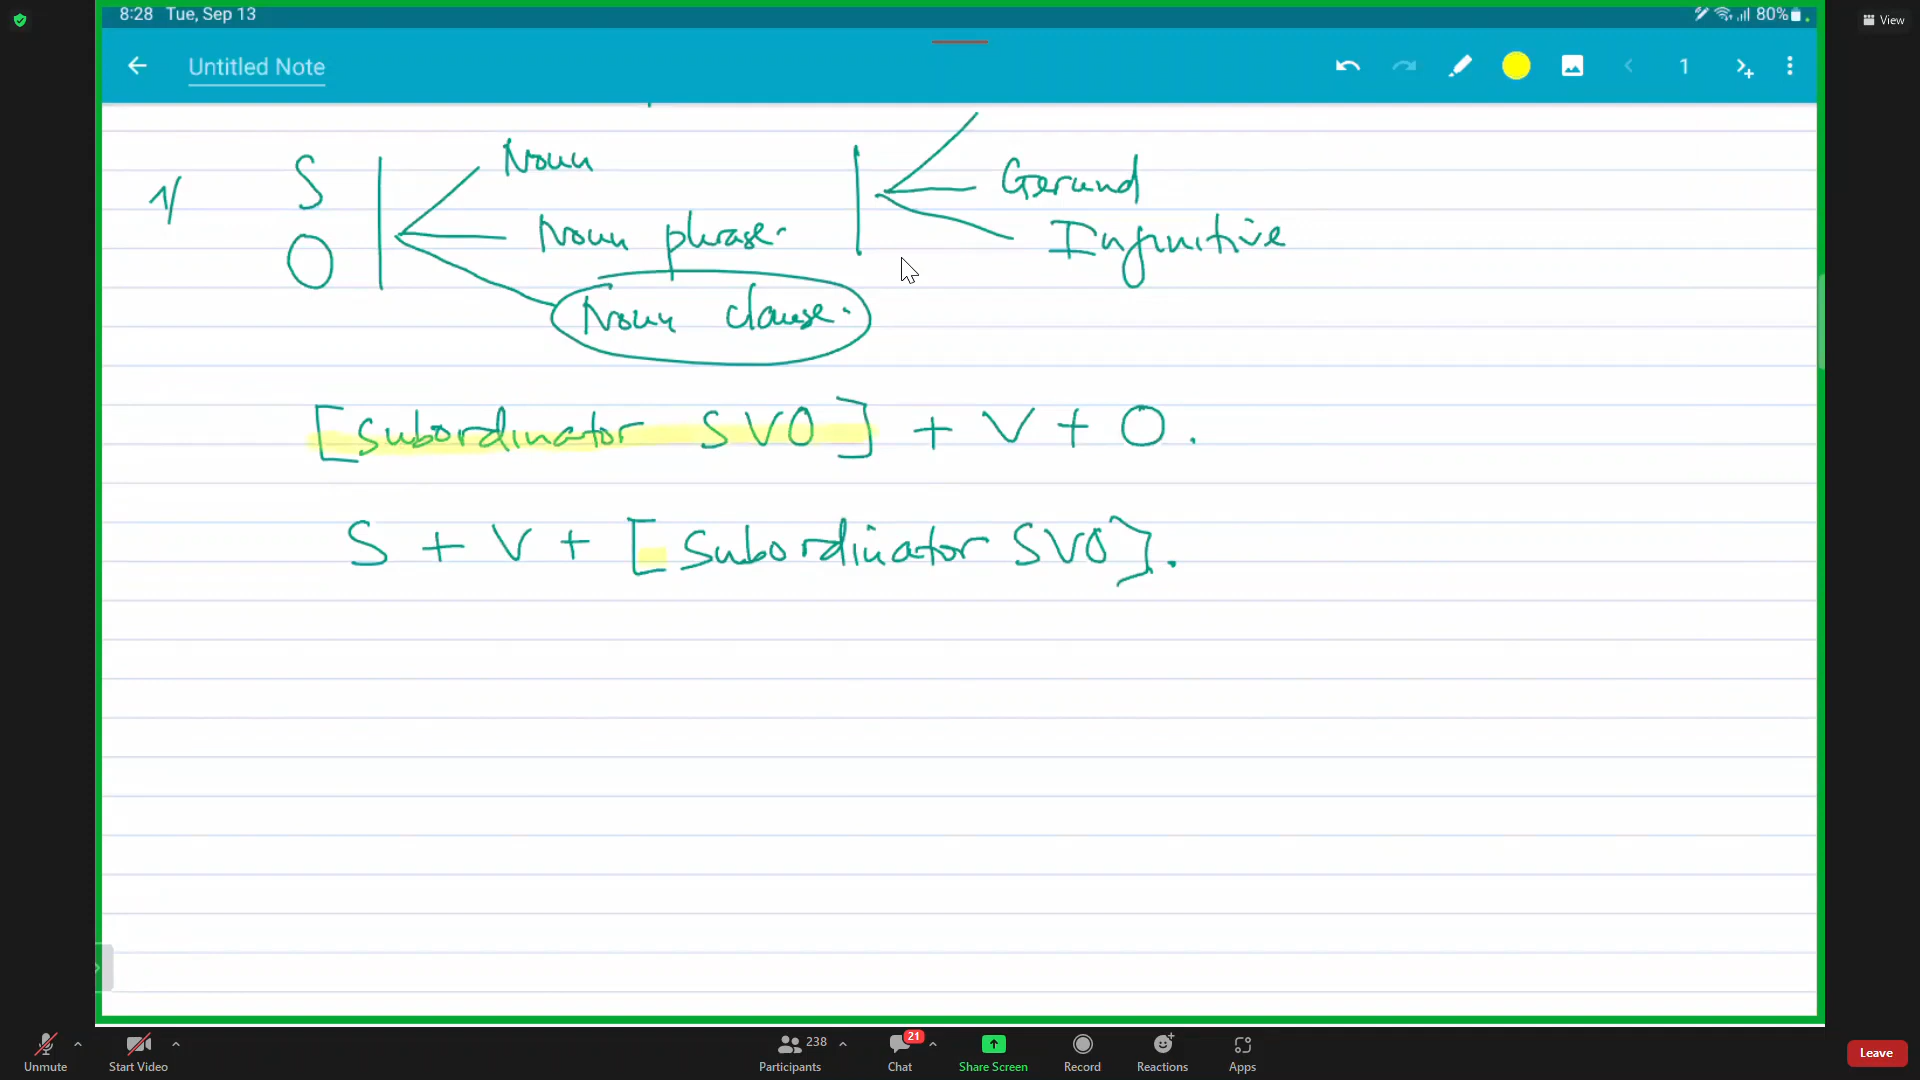 8:28 Tue, Sep 13 80%
View
Untitled Note 1
1/ S Noun
Gerund
O Noun phrase. Infinitive
Noun clause.
[Subordinator SVO] + V + O.
S + V + [Subordinator SVO].
Unmute Start Video 238 Participants 21 Chat Share Screen Record Reactions Apps Leave